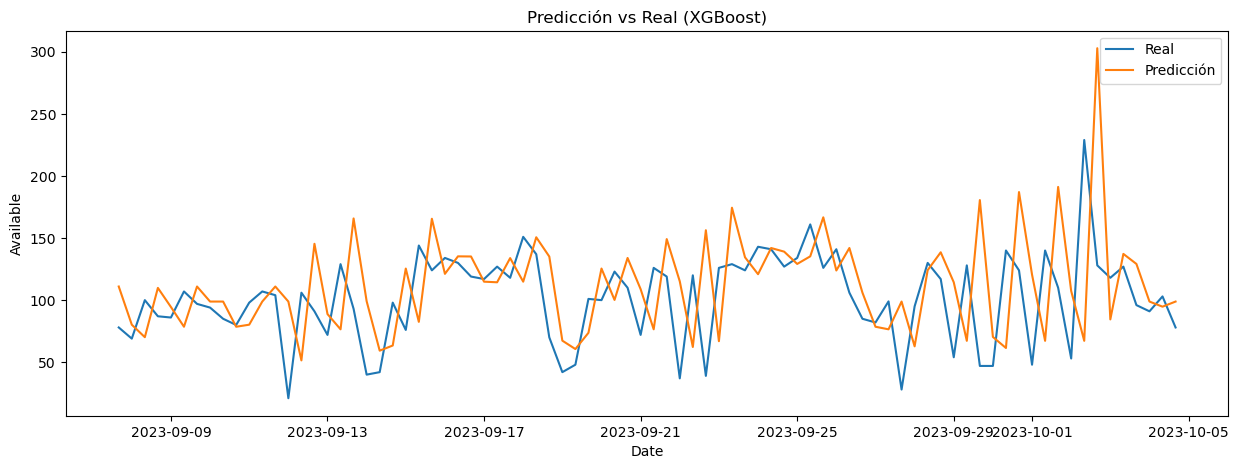 Predicción vs Real (XGBoost)
Real
Predicción
Available
300
250
200
150
100
50
2023-09-09
2023-09-13
2023-09-17
2023-09-21
2023-09-25
2023-09-29
2023-10-01
2023-10-05
Date